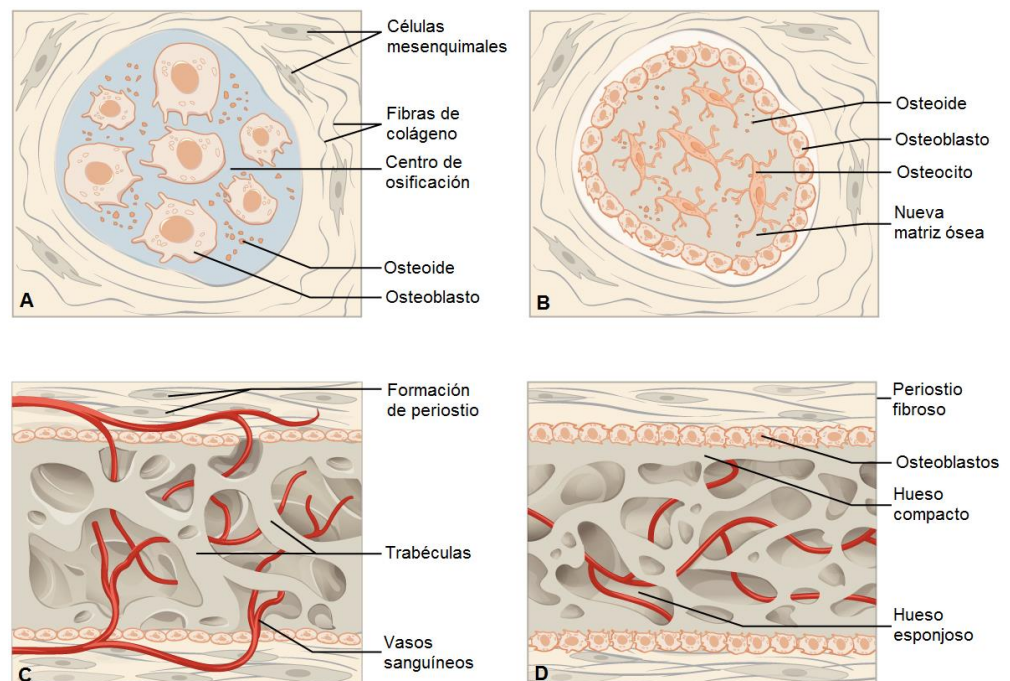 Células
mesenquimales
Fibras de
colágeno
Centro de
osificación
Osteoide
Osteoblasto
A
Osteoide
Osteoblasto
Osteocito
Nueva
matriz ósea
B
Formación
de periostio
Trabéculas
Vasos
sanguíneos
C
Periostio
fibroso
Osteoblastos
Hueso
compacto
Hueso
esponjoso
D